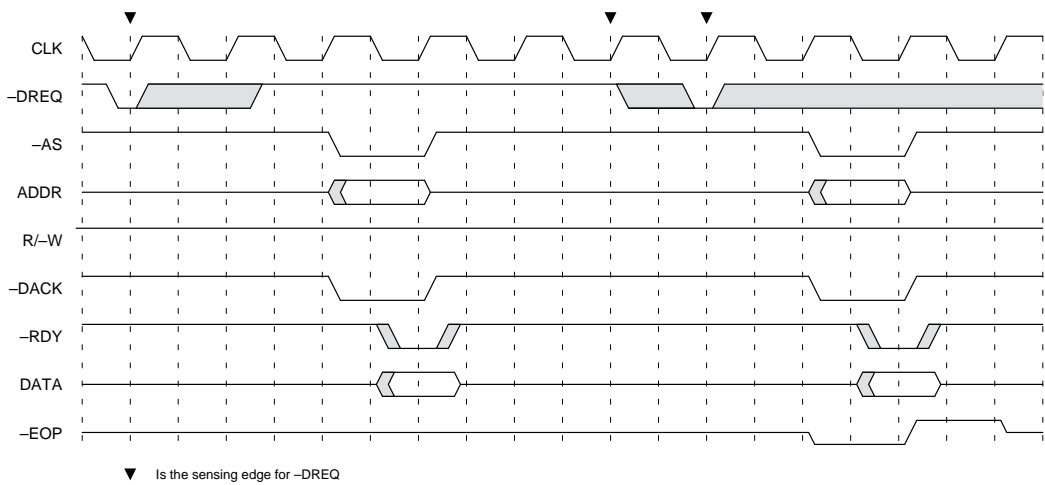 CLK
–DREQ
–AS
ADDR
R/–W
–DACK
–RDY
DATA
–EOP
▼ Is the sensing edge for –DREQ